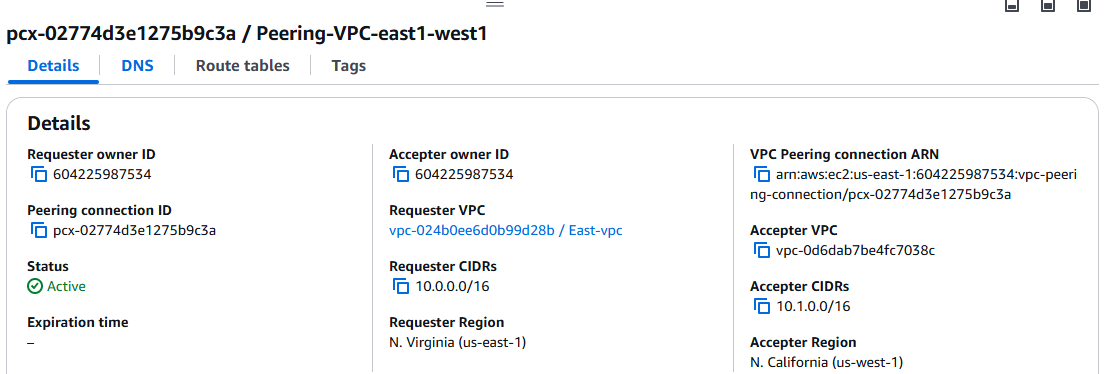 pcx-02774d3e1275b9c3a / Peering-VPC-east1-west1
Details
DNS
Route tables
Tags
Details
Requester owner ID
604225987534
Peering connection ID
pcx-02774d3e1275b9c3a
Status
Active
Expiration time
–
Accepter owner ID
604225987534
Requester VPC
vpc-024b0ee6d0b99d28b / East-vpc
Requester CIDRs
10.0.0.0/16
Requester Region
N. Virginia (us-east-1)
VPC Peering connection ARN
arn:aws:ec2:us-east-1:604225987534:vpc-peeri
ng-connection/pcx-02774d3e1275b9c3a
Accepter VPC
vpc-0d6dab7be4fc7038c
Accepter CIDRs
10.1.0.0/16
Accepter Region
N. California (us-west-1)